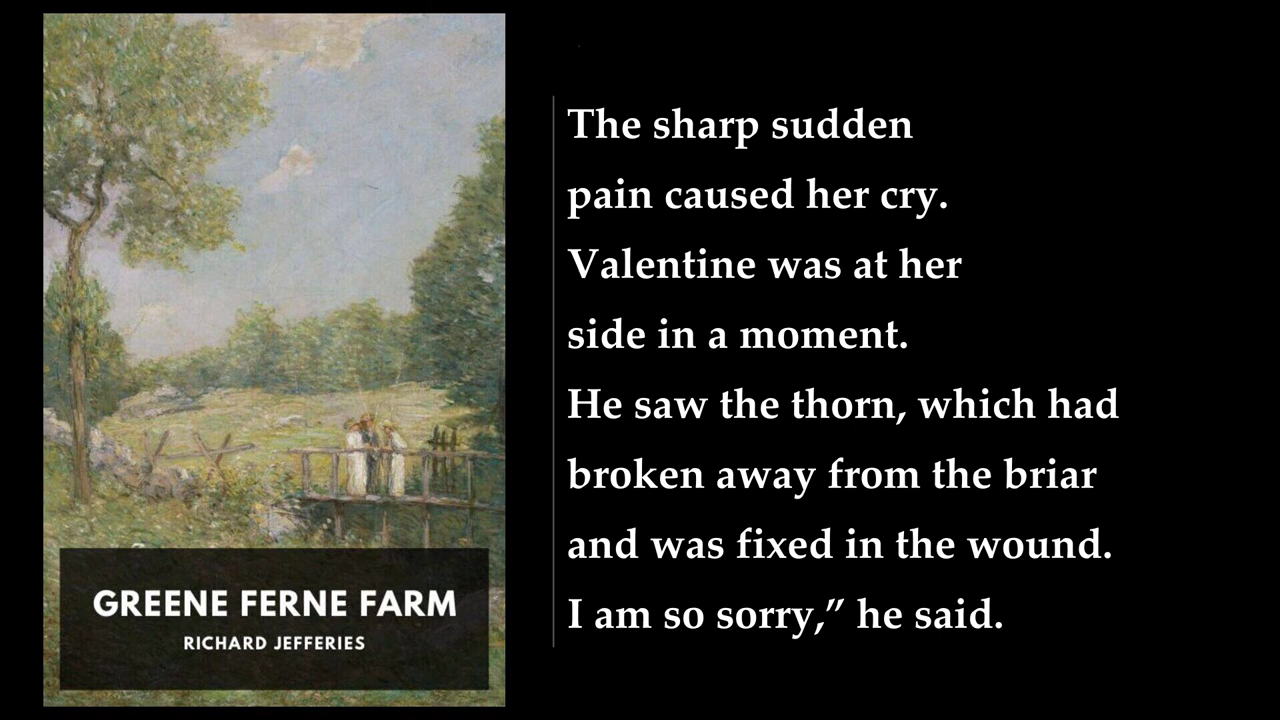 The sharp sudden
pain caused her cry.
Valentine was at her
side in a moment.
He saw the thorn, which had
broken away from the briar
and was fixed in the wound.
I am so sorry,” he said.
GREENE FERNE FARM
RICHARD JEFFERIES